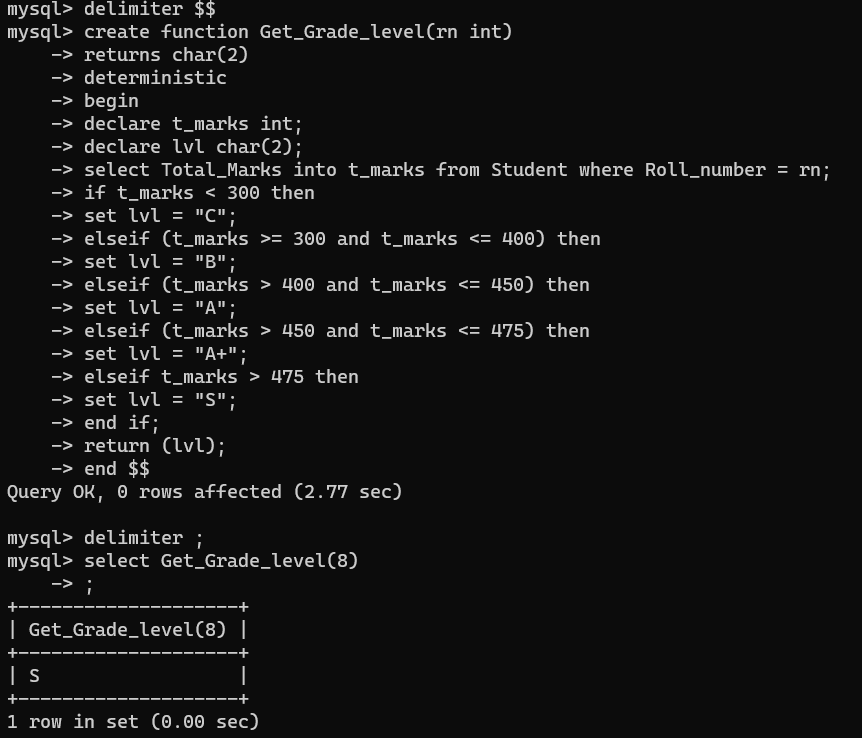 mysql> delimiter $$
mysql> create function Get_Grade_level(rn int)
    -> returns char(2)
    -> deterministic
    -> begin
    -> declare t_marks int;
    -> declare lvl char(2);
    -> select Total_Marks into t_marks from Student where Roll_number = rn;
    -> if t_marks < 300 then
    -> set lvl = "C";
    -> elseif (t_marks >= 300 and t_marks <= 400) then
    -> set lvl = "B";
    -> elseif (t_marks > 400 and t_marks <= 450) then
    -> set lvl = "A";
    -> elseif (t_marks > 450 and t_marks <= 475) then
    -> set lvl = "A+";
    -> elseif t_marks > 475 then
    -> set lvl = "S";
    -> end if;
    -> return (lvl);
    -> end $$
Query OK, 0 rows affected (2.77 sec)

mysql> delimiter ;
mysql> select Get_Grade_level(8)
    -> ;
+--------------------+
| Get_Grade_level(8) |
+--------------------+
| S                  |
+--------------------+
1 row in set (0.00 sec)